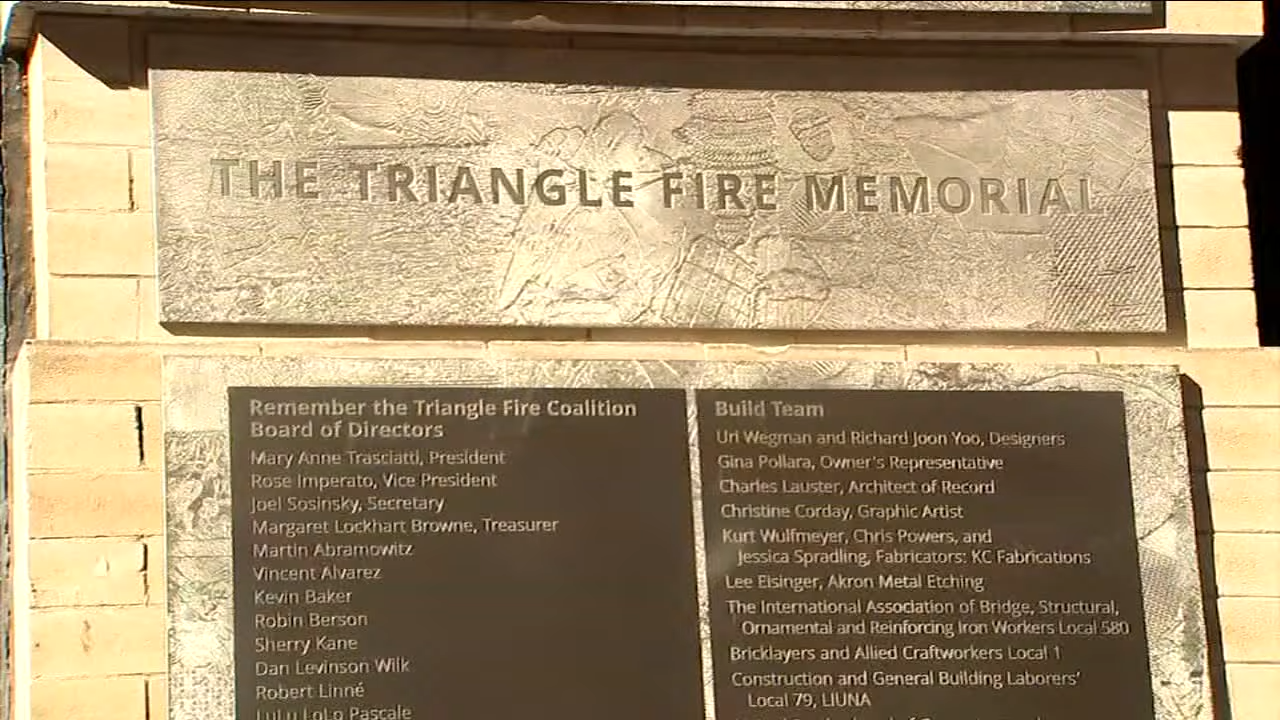 THE TRIANGLE FIRE MEMORIAL
Remember the Triangle Fire Coalition
Board of Directors
Mary Anne Trasciatti, President
Rose Imperato, Vice President
Joel Sosinsky, Secretary
Margaret Lockhart Browne, Treasurer
Martin Abramowitz
Vincent Alvarez
Kevin Baker
Robin Berson
Sherry Kane
Dan Levinson Wilk
Robert Linné
LuLu LoLo Pascale
Build Team
Uri Wegman and Richard Joon Yoo, Designers
Gina Pollara, Owner's Representative
Charles Lauster, Architect of Record
Christine Corday, Graphic Artist
Kurt Wulfmeyer, Chris Powers, and
Jessica Spradling, Fabricators: KC Fabrications
Lee Eisinger, Akron Metal Etching
The International Association of Bridge, Structural,
Ornamental and Reinforcing Iron Workers Local 580
Bricklayers and Allied Craftworkers Local 1
Construction and General Building Laborers'
Local 79, LIUNA